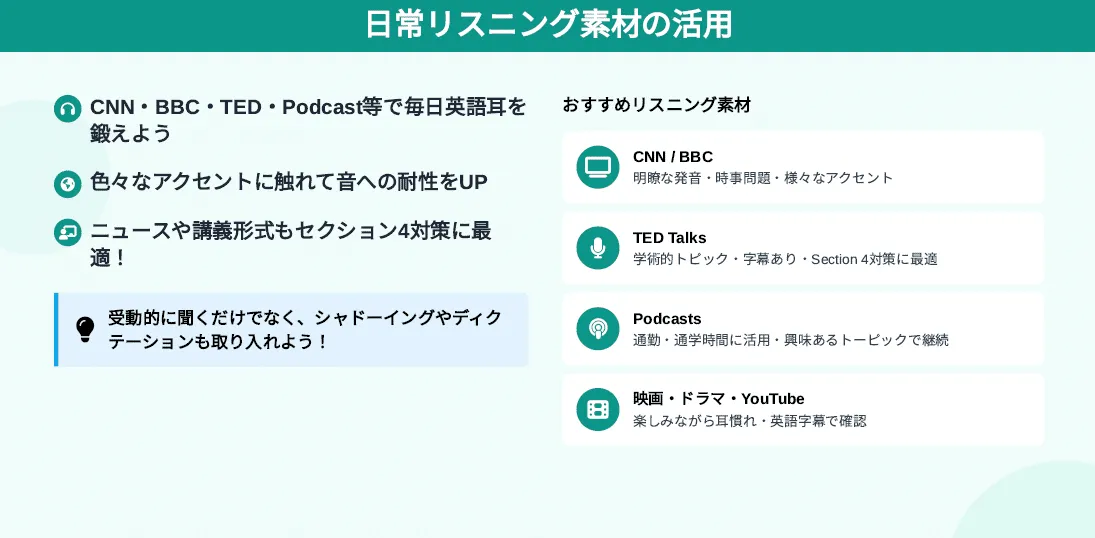 日常リスニング素材の活用
CNN・BBC・TED・Podcast等で毎日英語耳を
鍛えよう
色々なアクセントに触れて音への耐性をUP
ニュースや講義形式もセクション4対策に最
適！
受動的に聞くだけでなく、シャドーイングやディク
テーションも取り入れよう！
おすすめリスニング素材
CNN / BBC
明瞭な発音・時事問題・様々なアクセント
TED Talks
学術的トピック・字幕あり・Section 4対策に最適
Podcasts
通勤・通学時間に活用・興味あるトーピックで継続
映画・ドラマ・YouTube
楽しみながら耳慣れ・英語字幕で確認